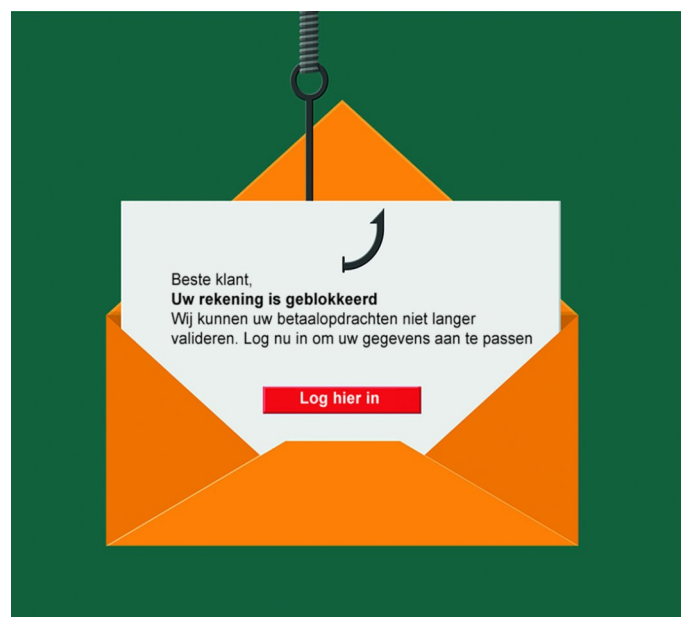 Beste klant,
Uw rekening is geblokkeerd
Wij kunnen uw betaalopdrachten niet langer
valideren. Log nu in om uw gegevens aan te passen
Log hier in